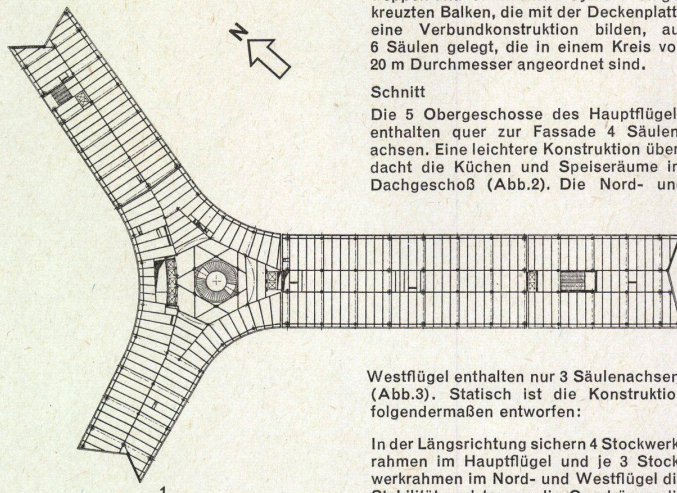 kreuzten Balken, die mit der Deckenplatt
eine Verbundkonstruktion bilden, au
6 Säulen gelegt, die in einem Kreis vo
20 m Durchmesser angeordnet sind.
Schnitt
Die 5 Obergeschosse des Hauptflügel
enthalten quer zur Fassade 4 Säulen
achsen. Eine leichtere Konstruktion über
dacht die Küchen und Speiseräume in
Dachgeschoß (Abb.2). Die Nord- und
N
Westflügel enthalten nur 3 Säulenachsen
(Abb.3). Statisch ist die Konstruktio
folgendermaßen entworfen:
In der Längsrichtung sichern 4 Stockwerk
rahmen im Hauptflügel und je 3 Stock
werkrahmen im Nord- und Westflügel di
1